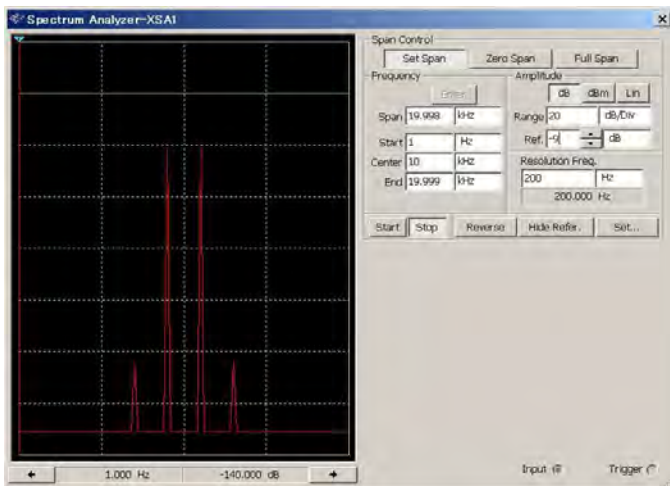 Spectrum Analyzer-XSA1
Span Control
Set Span Zero Span Full Span
Frequency
Enter
Span 19.998 kHz
Start 1 Hz
Center 10 kHz
End 19.999 kHz
Amplitude
dB dBm Lin
Range 20 dB/Div
Ref. -9 dB
Resolution Freq.
200 Hz
200.000 Hz
Start Stop Reverse Hide Refer. Set...
1.000 Hz -140.000 dB
Input Trigger